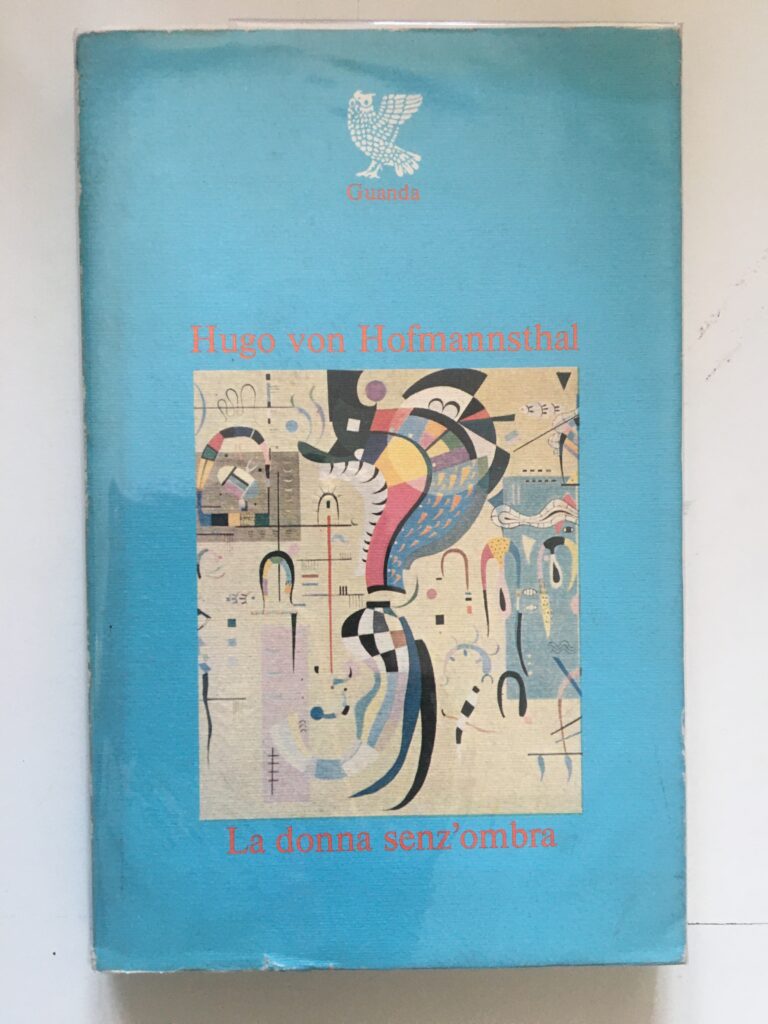 Guanda
Hugo von Hofmannsthal
La donna senz'ombra